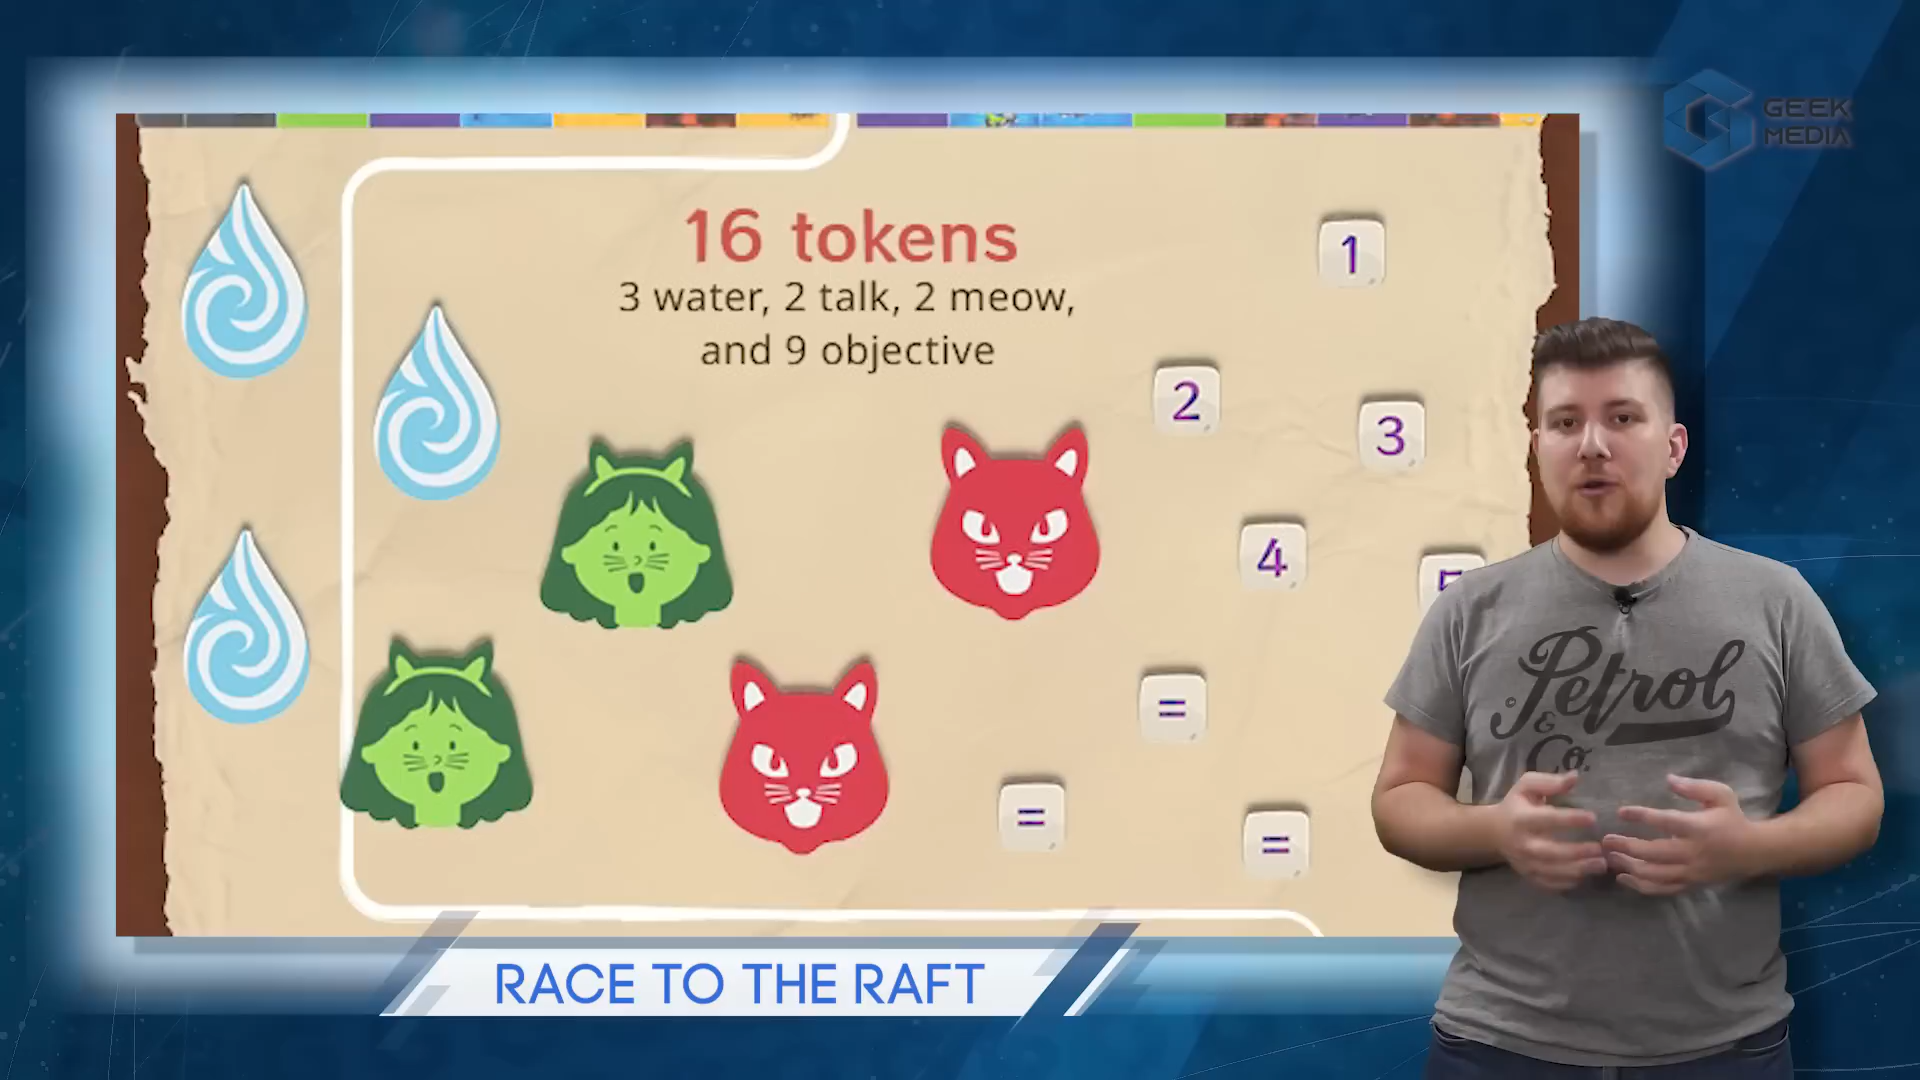 GEEK
MEDIA
16 tokens
3 water, 2 talk, 2 meow,
and 9 objective
1
2
3
4
5
=
=
=
Petrol
& Co.
RACE TO THE RAFT